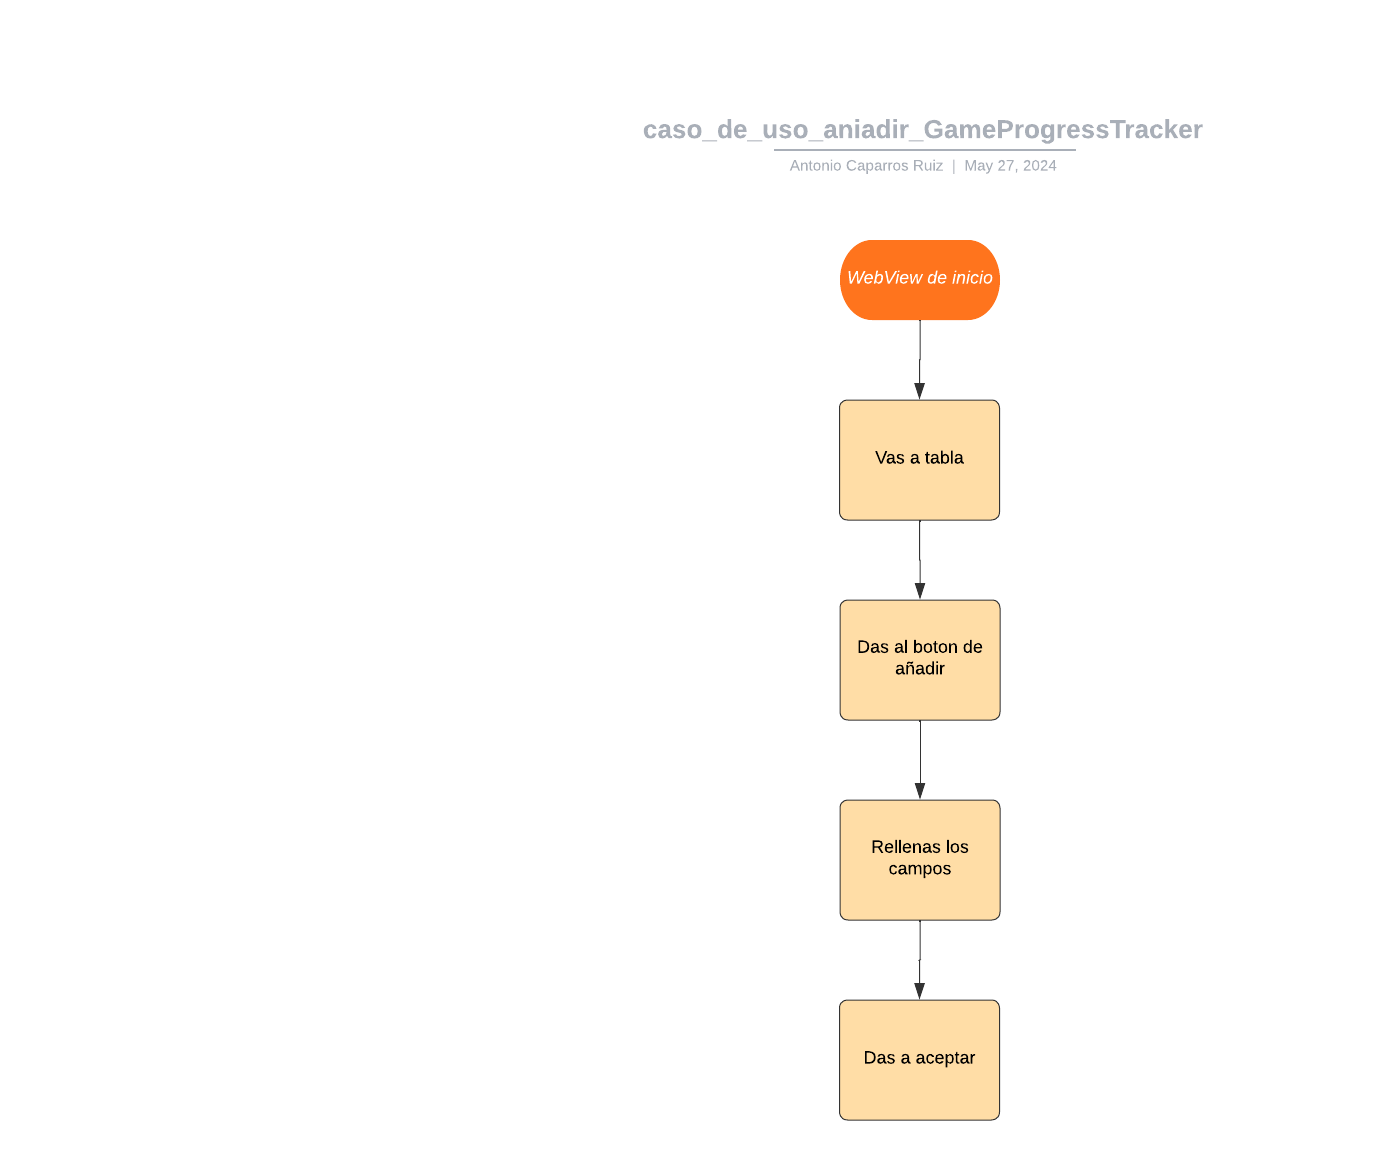 caso_de_uso_aniadir_GameProgressTracker
Antonio Caparros Ruiz | May 27, 2024
WebView de inicio
Vas a tabla
Das al boton de
añadir
Rellenas los
campos
Das a aceptar